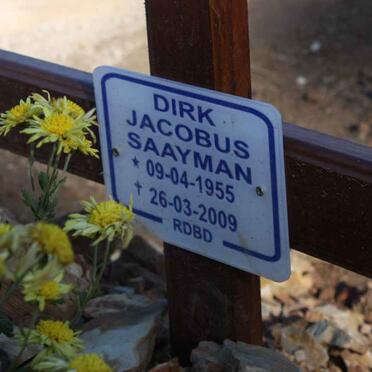 DIRK
JACOBUS
SAAYMAN
* 09-04-1955
✝ 26-03-2009
RDBD